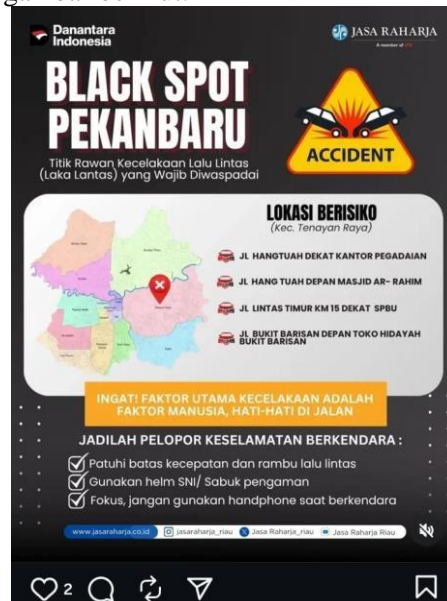 Danantara
Indonesia
JASA RAHARJA
A member of IFG
BLACK SPOT
PEKANBARU
Titik Rawan Kecelakaan Lalu Lintas
(Laka Lantas) yang Wajib Diwaspadai
ACCIDENT
LOKASI BERISIKO
(Kec. Tenayan Raya)
JL HANGTUAH DEKAT KANTOR PEGADAIAN
JL HANG TUAH DEPAN MASJID AR- RAHIM
JL LINTAS TIMUR KM 15 DEKAT SPBU
JL BUKIT BARISAN DEPAN TOKO HIDAYAH
BUKIT BARISAN
INGAT! FAKTOR UTAMA KECELAKAAN ADALAH
FAKTOR MANUSIA, HATI-HATI DI JALAN
JADILAH PELOPOR KESELAMATAN BERKENDARA :
Patuhi batas kecepatan dan rambu lalu lintas
Gunakan helm SNI/ Sabuk pengaman
Fokus, jangan gunakan handphone saat berkendara
www.jasaraharja.co.id jasaraharja_riau Jasa Raharja_riau Jasa Raharja Riau
2